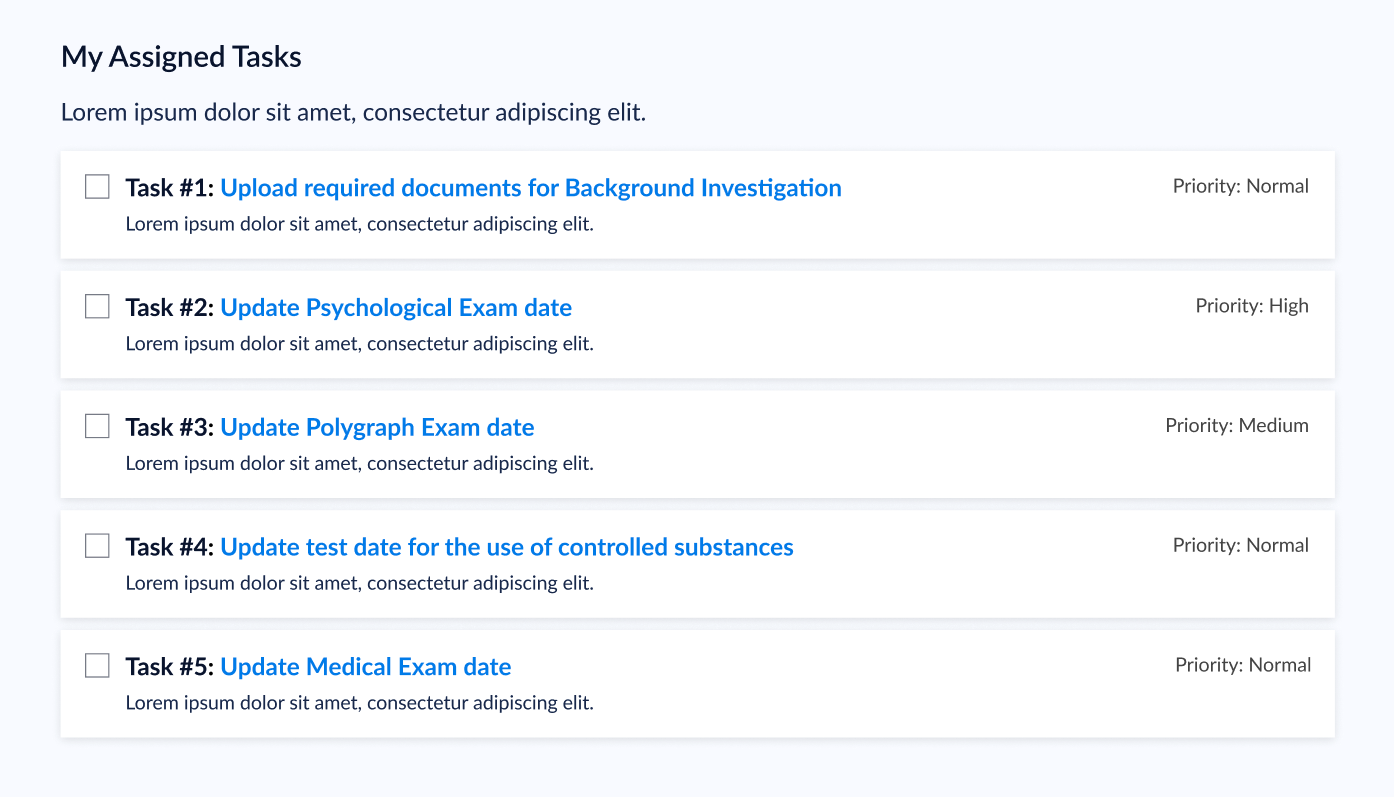 My Assigned Tasks
Lorem ipsum dolor sit amet, consectetur adipiscing elit.
Task #1: Upload required documents for Background Investigation
Priority: Normal
Lorem ipsum dolor sit amet, consectetur adipiscing elit.
Task #2: Update Psychological Exam date
Priority: High
Lorem ipsum dolor sit amet, consectetur adipiscing elit.
Task #3: Update Polygraph Exam date
Priority: Medium
Lorem ipsum dolor sit amet, consectetur adipiscing elit.
Task #4: Update test date for the use of controlled substances
Priority: Normal
Lorem ipsum dolor sit amet, consectetur adipiscing elit.
Task #5: Update Medical Exam date
Priority: Normal
Lorem ipsum dolor sit amet, consectetur adipiscing elit.